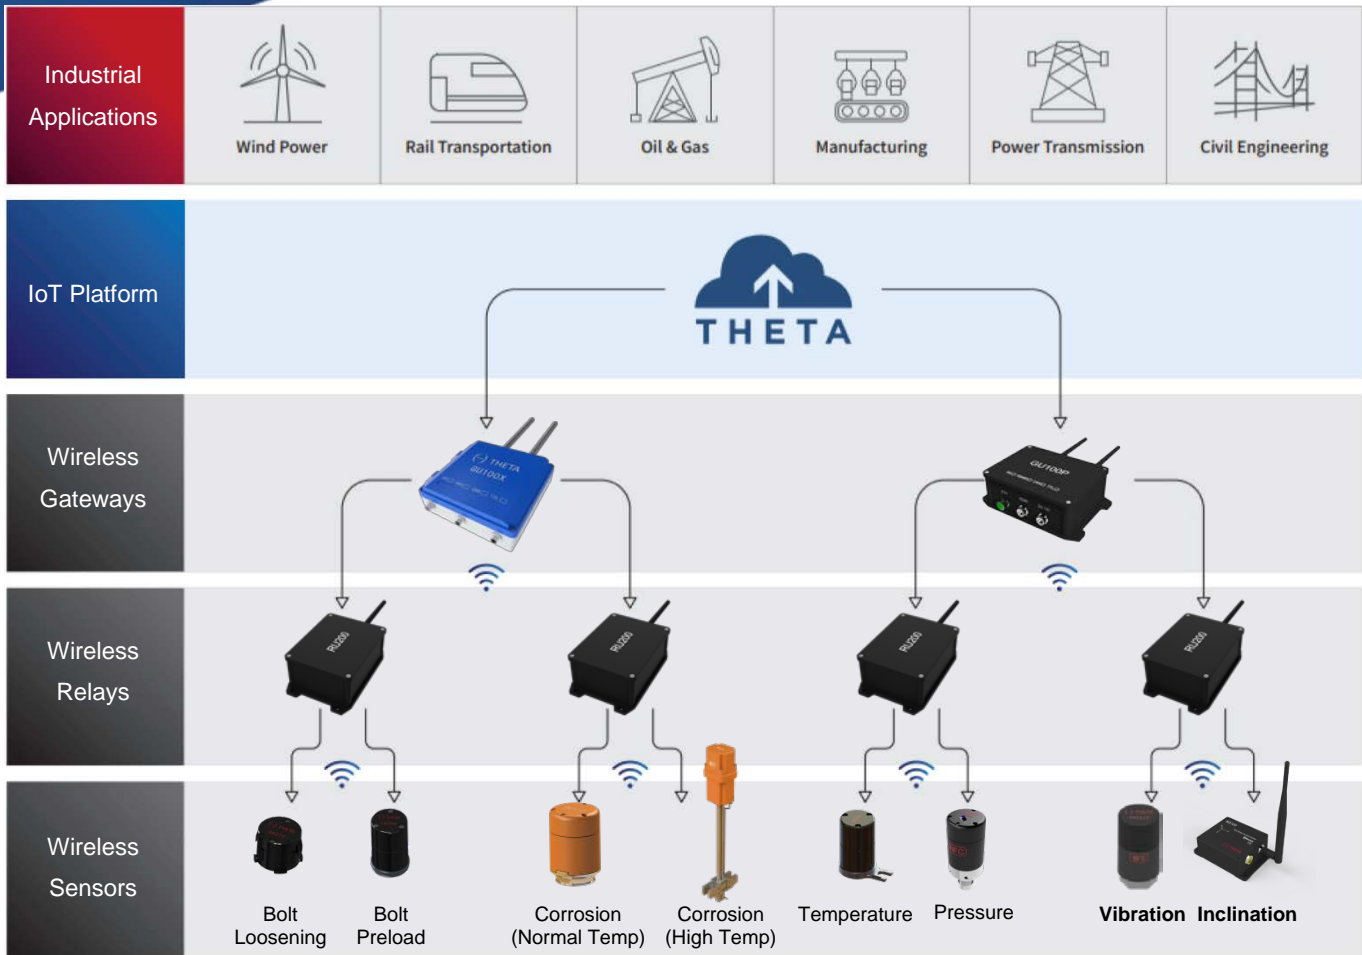 Industrial
Applications
Wind Power
Rail Transportation
Oil & Gas
Manufacturing
Power Transmission
Civil Engineering
IoT Platform
THETA
Wireless
Gateways
THETA
GU100X
GU100P
Wireless
Relays
RU200
RU200
RU200
RU200
Wireless
Sensors
Bolt
Loosening
Bolt
Preload
Corrosion
(Normal Temp)
Corrosion
(High Temp)
Temperature
Pressure
Vibration
Inclination